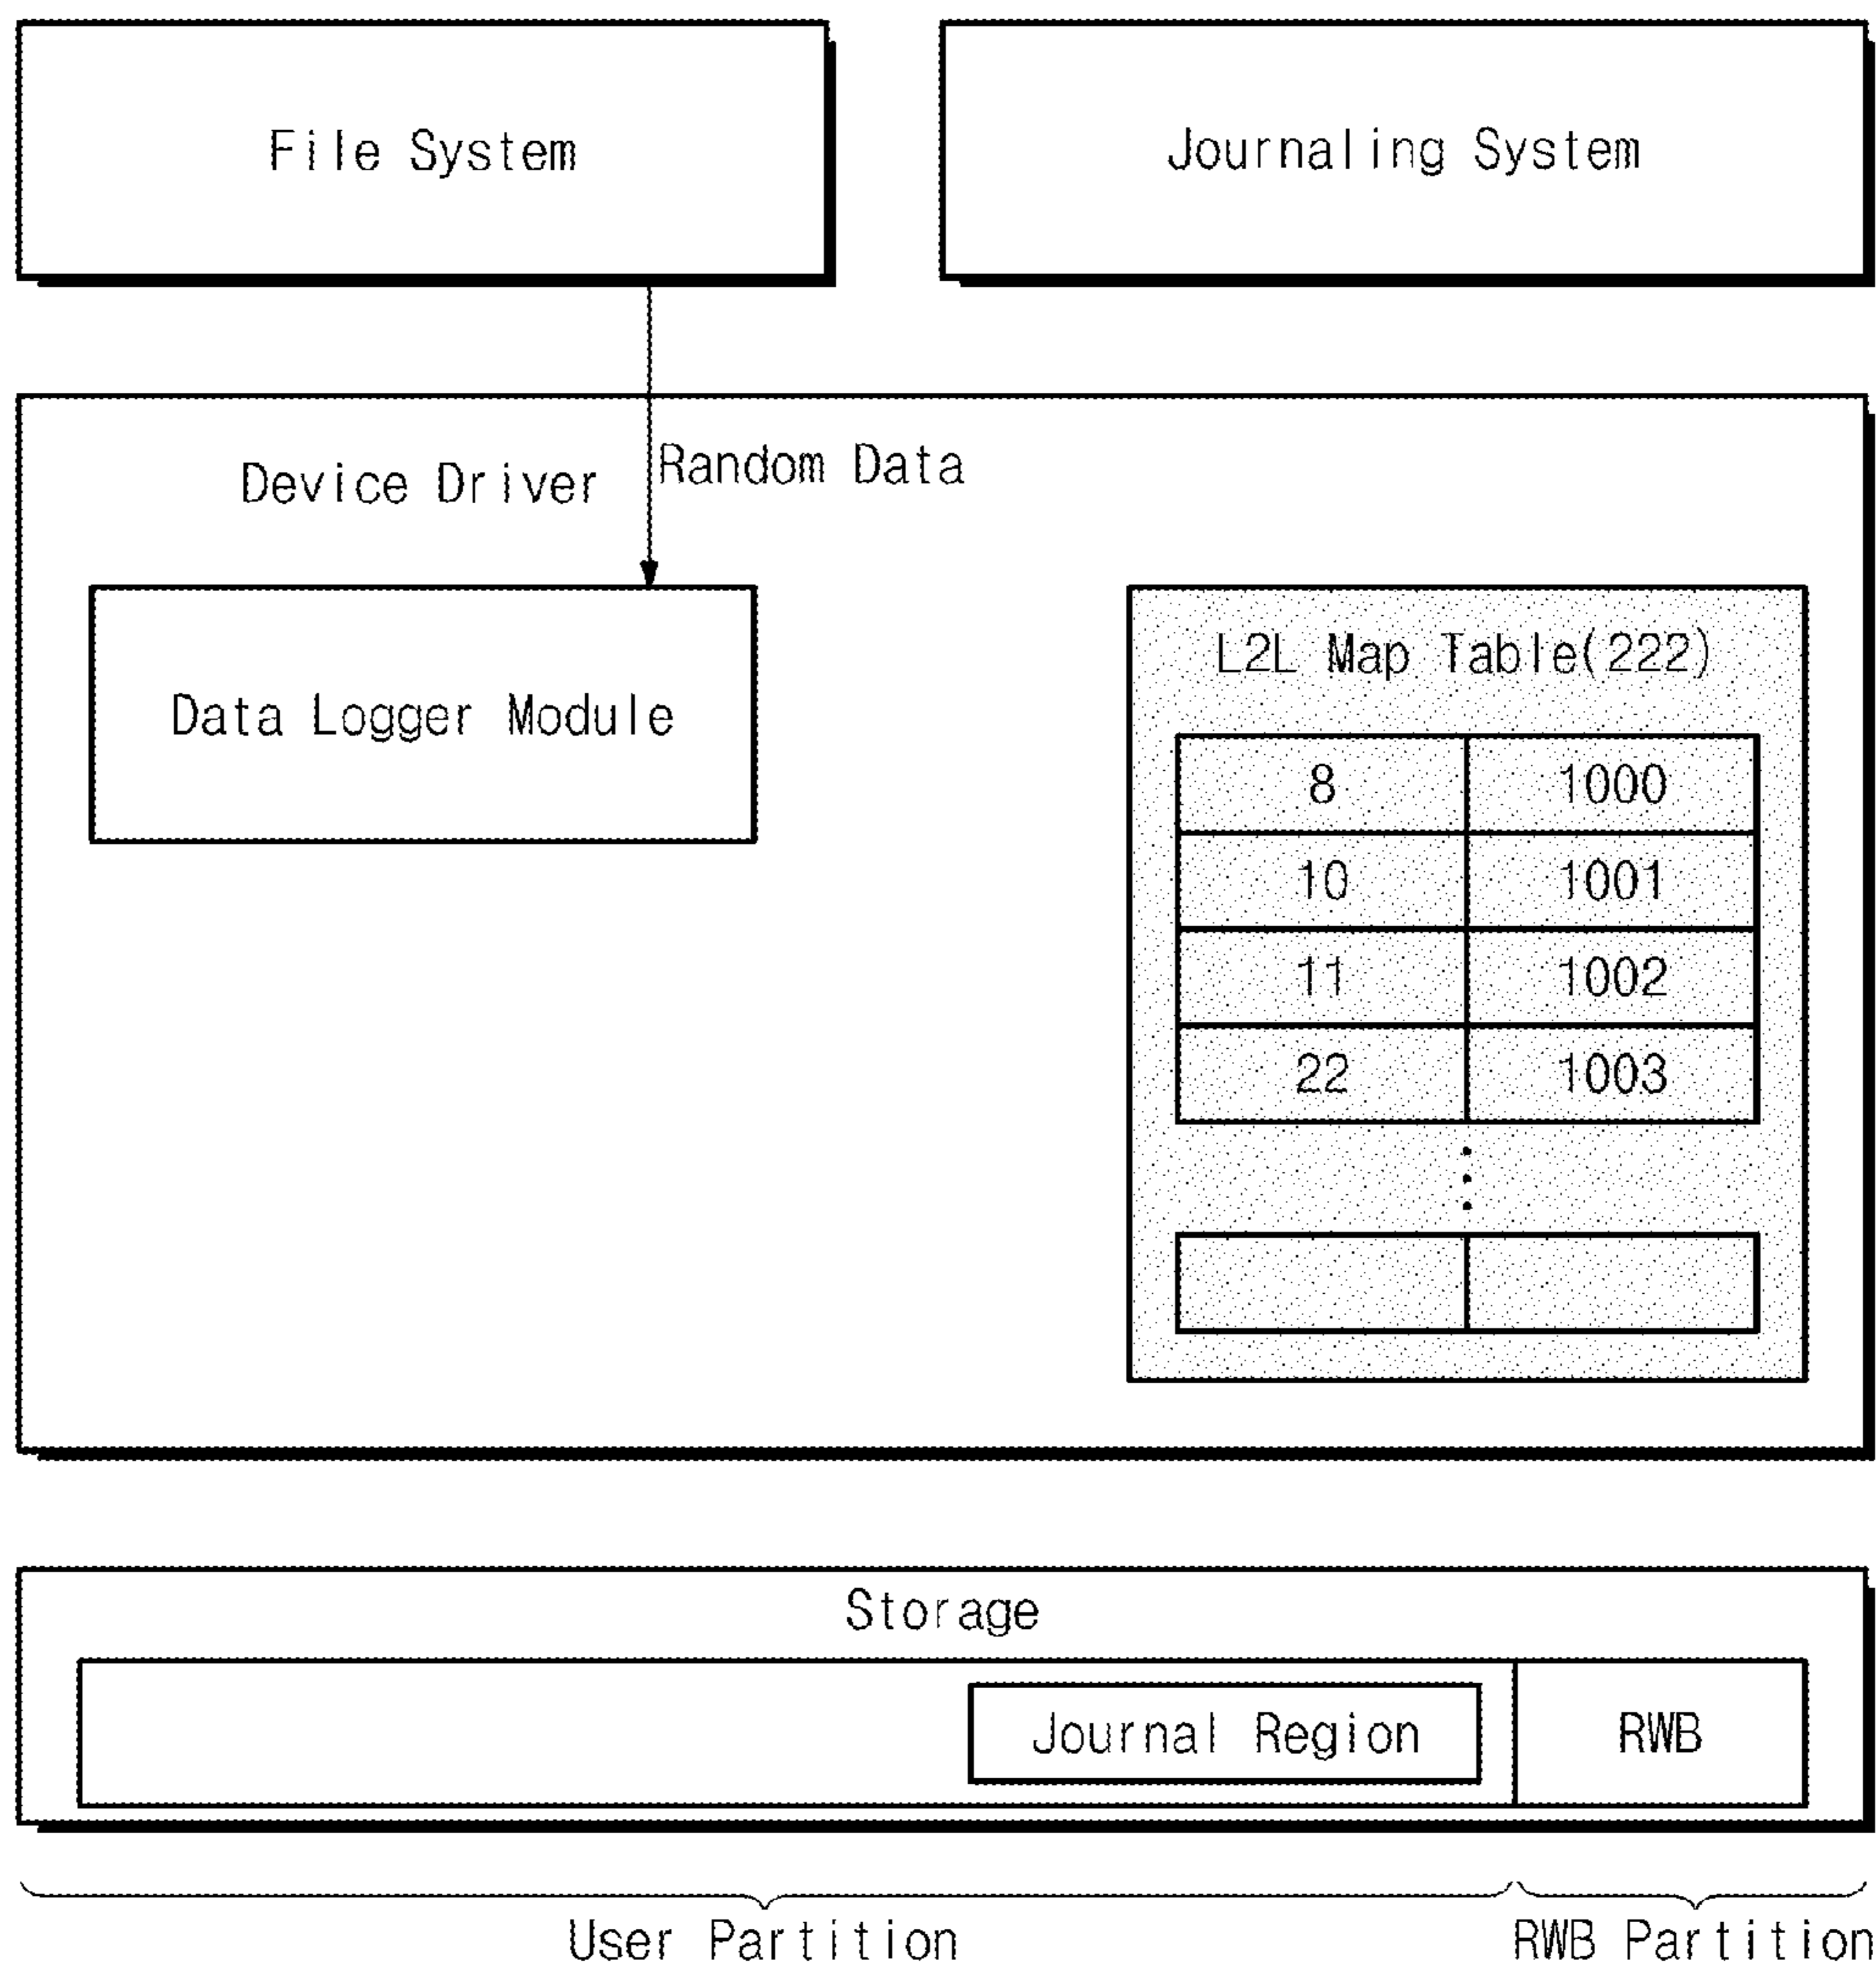 File System
Journaling System
Device Driver
Random Data
Data Logger Module
L2L Map Table(222)
8 1000
10 1001
11 1002
22 1003
Storage
Journal Region
RWB
User Partition
RWB Partition